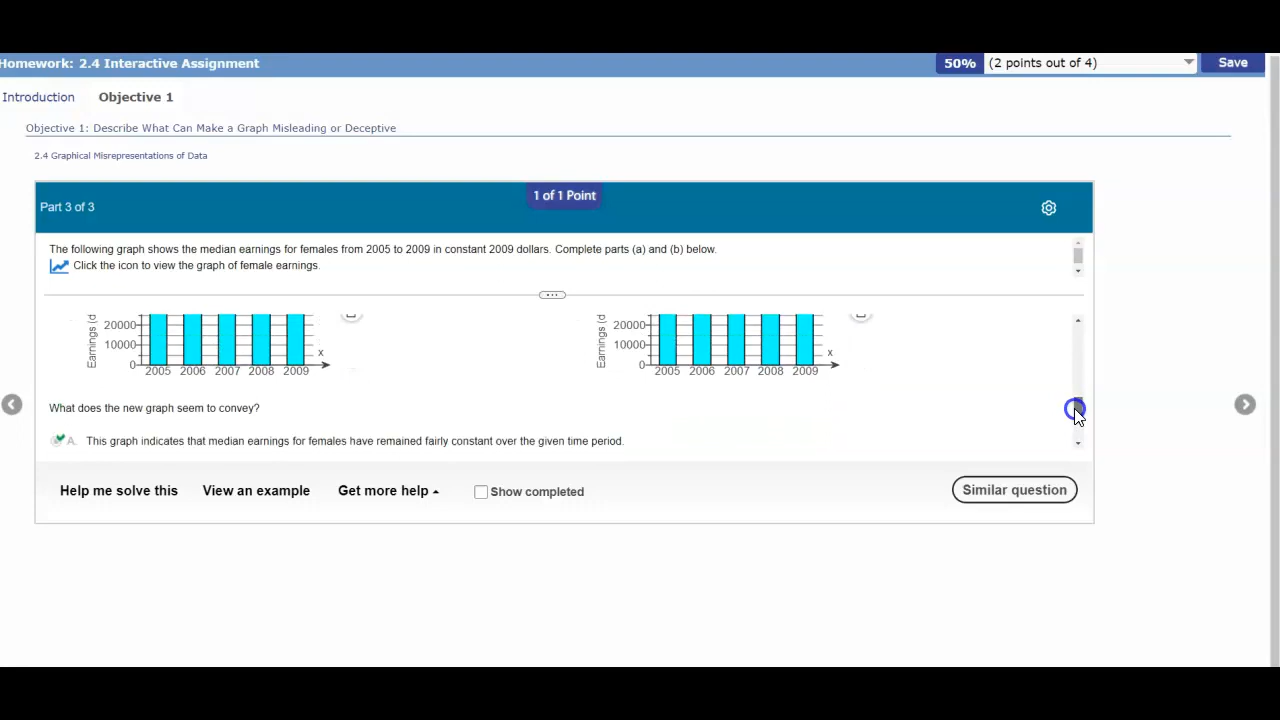 Homework: 2.4 Interactive Assignment
50%
(2 points out of 4)
Save
Introduction
Objective 1
Objective 1: Describe What Can Make a Graph Misleading or Deceptive
2.4 Graphical Misrepresentations of Data
1 of 1 Point
Part 3 of 3
The following graph shows the median earnings for females from 2005 to 2009 in constant 2009 dollars. Complete parts (a) and (b) below.
Click the icon to view the graph of female earnings.
Earnings (d
20000
10000
0
x
2005 2006 2007 2008 2009
Earnings (d
20000
10000
0
x
2005 2006 2007 2008 2009
What does the new graph seem to convey?
A. This graph indicates that median earnings for females have remained fairly constant over the given time period.
Help me solve this
View an example
Get more help
Show completed
Similar question